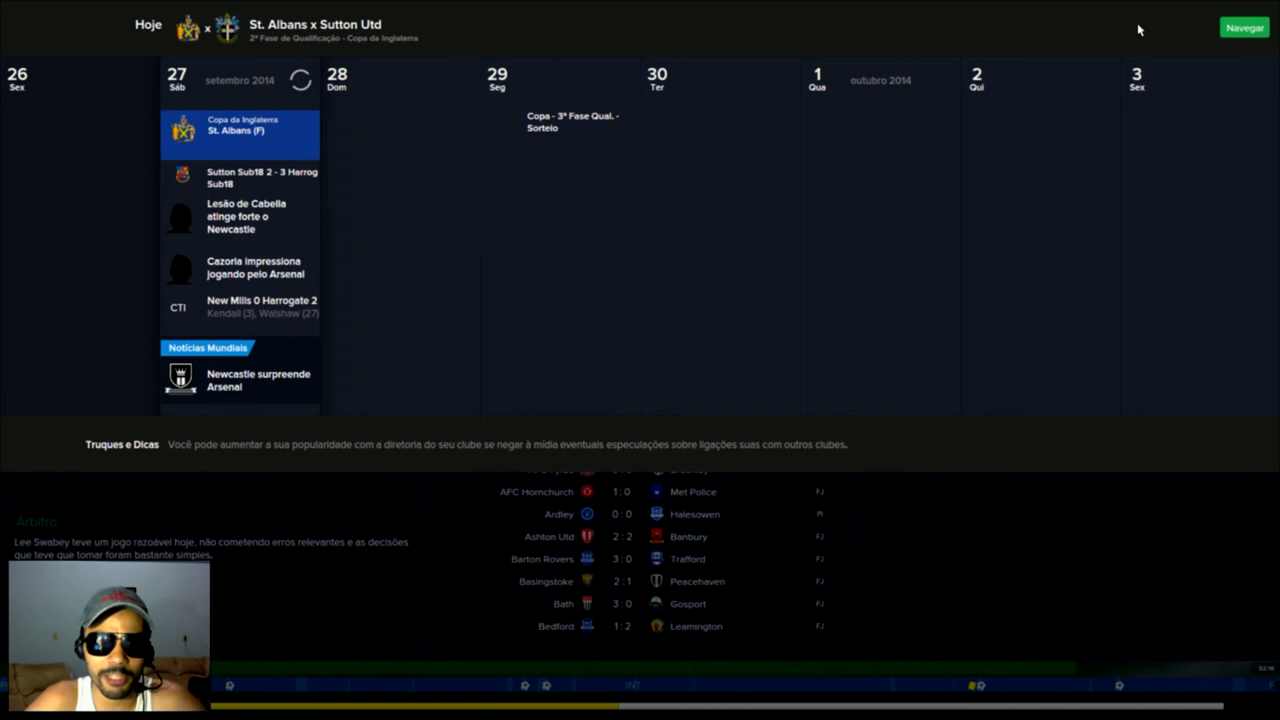 Hoje
x
St. Albans x Sutton Utd
2ª Fase de Qualificação - Copa da Inglaterra
Navegar
26
Sex
27
Sáb
setembro 2014
28
Dom
29
Seg
30
Ter
1
Qua
outubro 2014
2
Qui
3
Sex
Copa da Inglaterra
St. Albans (F)
Copa - 3ª Fase Qual. -
Sorteio
Sutton Sub18 2 - 3 Harrog
Sub18
Lesão de Cabella
atinge forte o
Newcastle
Cazorla impressiona
jogando pelo Arsenal
CTI
New Mills 0 Harrogate 2
Kendall (3), Walshaw (27)
Notícias Mundiais
Newcastle surpreende
Arsenal
Truques e Dicas Você pode aumentar a sua popularidade com a diretoria do seu clube se negar à mídia eventuais especulações sobre ligações suas com outros clubes.
AFC Hornchurch 1:0 Met Police FJ
Ardley 0:0 Halesowen PI
Ashton Utd 2:2 Banbury FJ
Barton Rovers 3:0 Trafford FJ
Basingstoke 2:1 Peacehaven FJ
Bath 3:0 Gosport FJ
Bedford 1:2 Leamington FJ
Árbitro
Lee Swabey teve um jogo razoável hoje, não cometendo erros relevantes e as decisões
que teve que tomar foram bastante simples.
INT